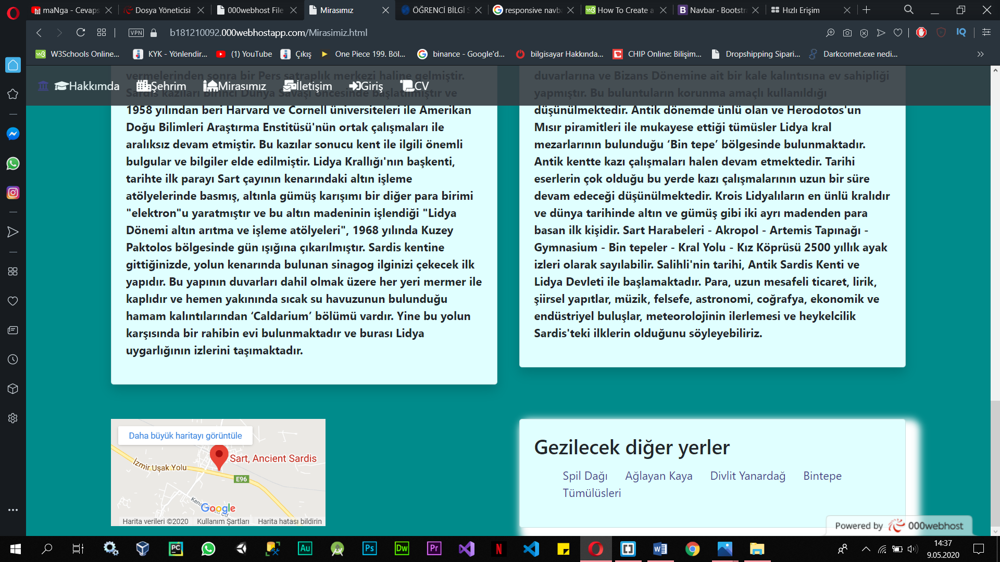 maNga - Cevaps
Dosya Yöneticisi
000webhost File
Mirasımız
ÖĞRENCİ BİLGİ S
responsive navba
How To Create a
Navbar · Bootstra
Hızlı Erişim
VPN
b181210092.000webhostapp.com/Mirasimiz.html
IQ
W3Schools Online...
KYK - Yönlendir...
(1) YouTube
Çıkış
One Piece 199. Böl...
binance - Google'd...
bilgisayar Hakkında...
CHIP Online: Bilişim...
Dropshipping Sipari...
Darkcomet.exe nedi...
Hakkımda
Şehrim
Mirasımız
İletişim
Giriş
CV
vermelerinden sonra bir Pers satraplık merkezi haline gelmiştir.
Sardis kazıları Birinci Dünya Savaşı öncesinde başlatılmıştır ve
1958 yılından beri Harvard ve Cornell üniversiteleri ile Amerikan
Doğu Bilimleri Araştırma Enstitüsü'nün ortak çalışmaları ile
aralıksız devam etmiştir. Bu kazılar sonucu kent ile ilgili önemli
bulgular ve bilgiler elde edilmiştir. Lidya Krallığı'nın başkenti,
tarihte ilk parayı Sart çayının kenarındaki altın işleme
atölyelerinde basmış, altınla gümüş karışımı bir diğer para birimi
"elektron"u yaratmıştır ve bu altın madeninin işlendiği "Lidya
Dönemi altın arıtma ve işleme atölyeleri", 1968 yılında Kuzey
Paktolos bölgesinde gün ışığına çıkarılmıştır. Sardis kentine
gittiğinizde, yolun kenarında bulunan sinagog ilginizi çekecek ilk
yapıdır. Bu yapının duvarları dahil olmak üzere her yeri mermer ile
kaplıdır ve hemen yakınında sıcak su havuzunun bulunduğu
hamam kalıntılarından ‘Caldarium’ bölümü vardır. Yine bu yolun
karşısında bir rahibin evi bulunmaktadır ve burası Lidya
uygarlığının izlerini taşımaktadır.
duvarlarına ve Bizans Dönemine ait bir kale kalıntısına ev sahipliği
yapmıştır. Bu buluntuların korunma amaçlı kullanıldığı
düşünülmektedir. Antik dönemde ünlü olan ve Herodotos'un
Mısır piramitleri ile mukayese ettiği tümüsler Lidya kral
mezarlarının bulunduğu ‘Bin tepe’ bölgesinde bulunmaktadır.
Antik kentte kazı çalışmaları halen devam etmektedir. Tarihi
eserlerin çok olduğu bu yerde kazı çalışmalarının uzun bir süre
devam edeceği düşünülmektedir. Krois Lidyalıların en ünlü kralıdır
ve dünya tarihinde altın ve gümüş gibi iki ayrı madenden para
basan ilk kişidir. Sart Harabeleri - Akropol - Artemis Tapınağı -
Gymnasium - Bin tepeler - Kral Yolu - Kız Köprüsü 2500 yıllık ayak
izleri olarak sayılabilir. Salihli'nin tarihi, Antik Sardis Kenti ve
Lidya Devleti ile başlamaktadır. Para, uzun mesafeli ticaret, lirik,
şiirsel yapıtlar, müzik, felsefe, astronomi, coğrafya, ekonomik ve
endüstriyel buluşlar, meteorolojinin ilerlemesi ve heykelcilik
Sardis'teki ilklerin olduğunu söyleyebiliriz.
Daha büyük haritayı görüntüle
Sart, Ancient Sardis
İzmir Uşak Yolu
E96
Google
Harita verileri ©2020
Kullanım Şartları
Harita hatası bildirin
Gezilecek diğer yerler
Spil Dağı
Ağlayan Kaya
Divlit Yanardağ
Bintepe
Tümülüsleri
Powered by 000webhost
PC
Au
Ps
Dw
Pr
N
14:37
9.05.2020